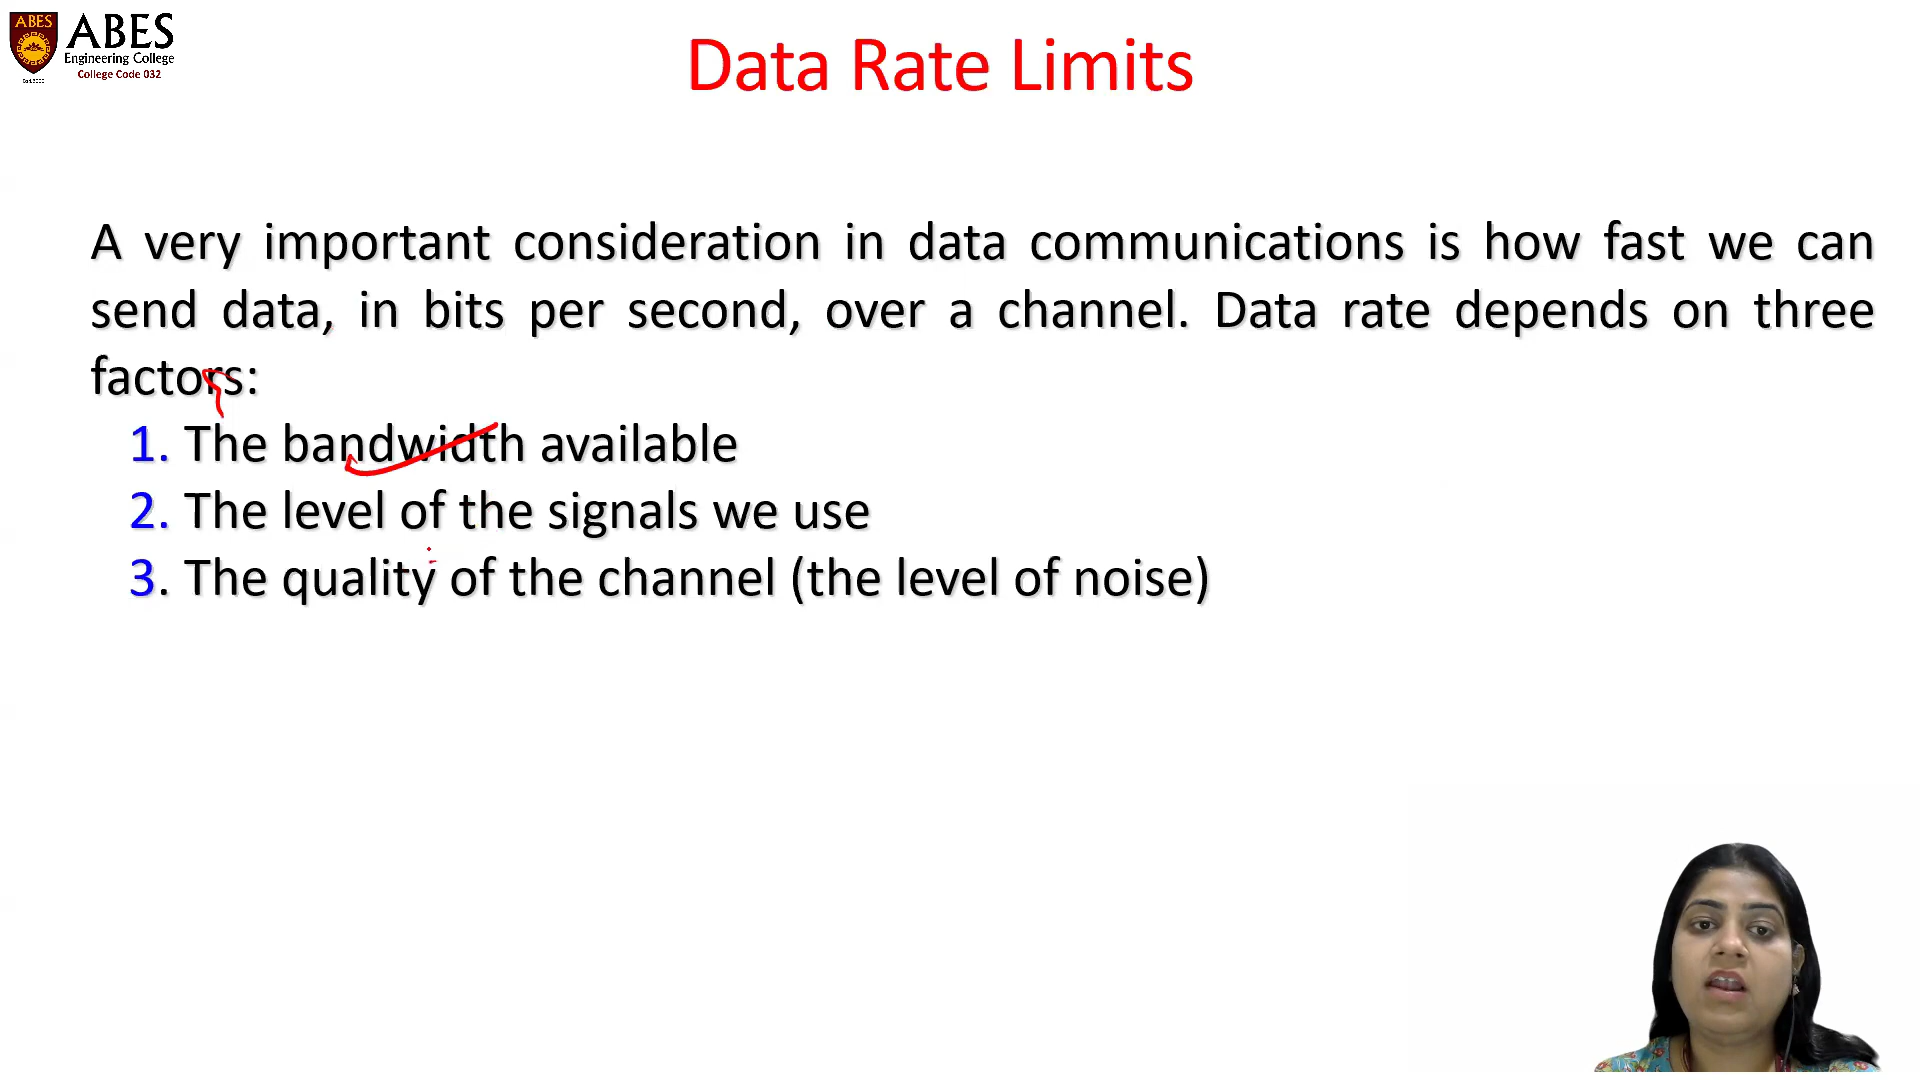 ABES
ABES
Engineering College
College Code 032
Data Rate Limits
A very important consideration in data communications is how fast we can
send data, in bits per second, over a channel. Data rate depends on three
factors:
1. The bandwidth available
2. The level of the signals we use
3. The quality of the channel (the level of noise)